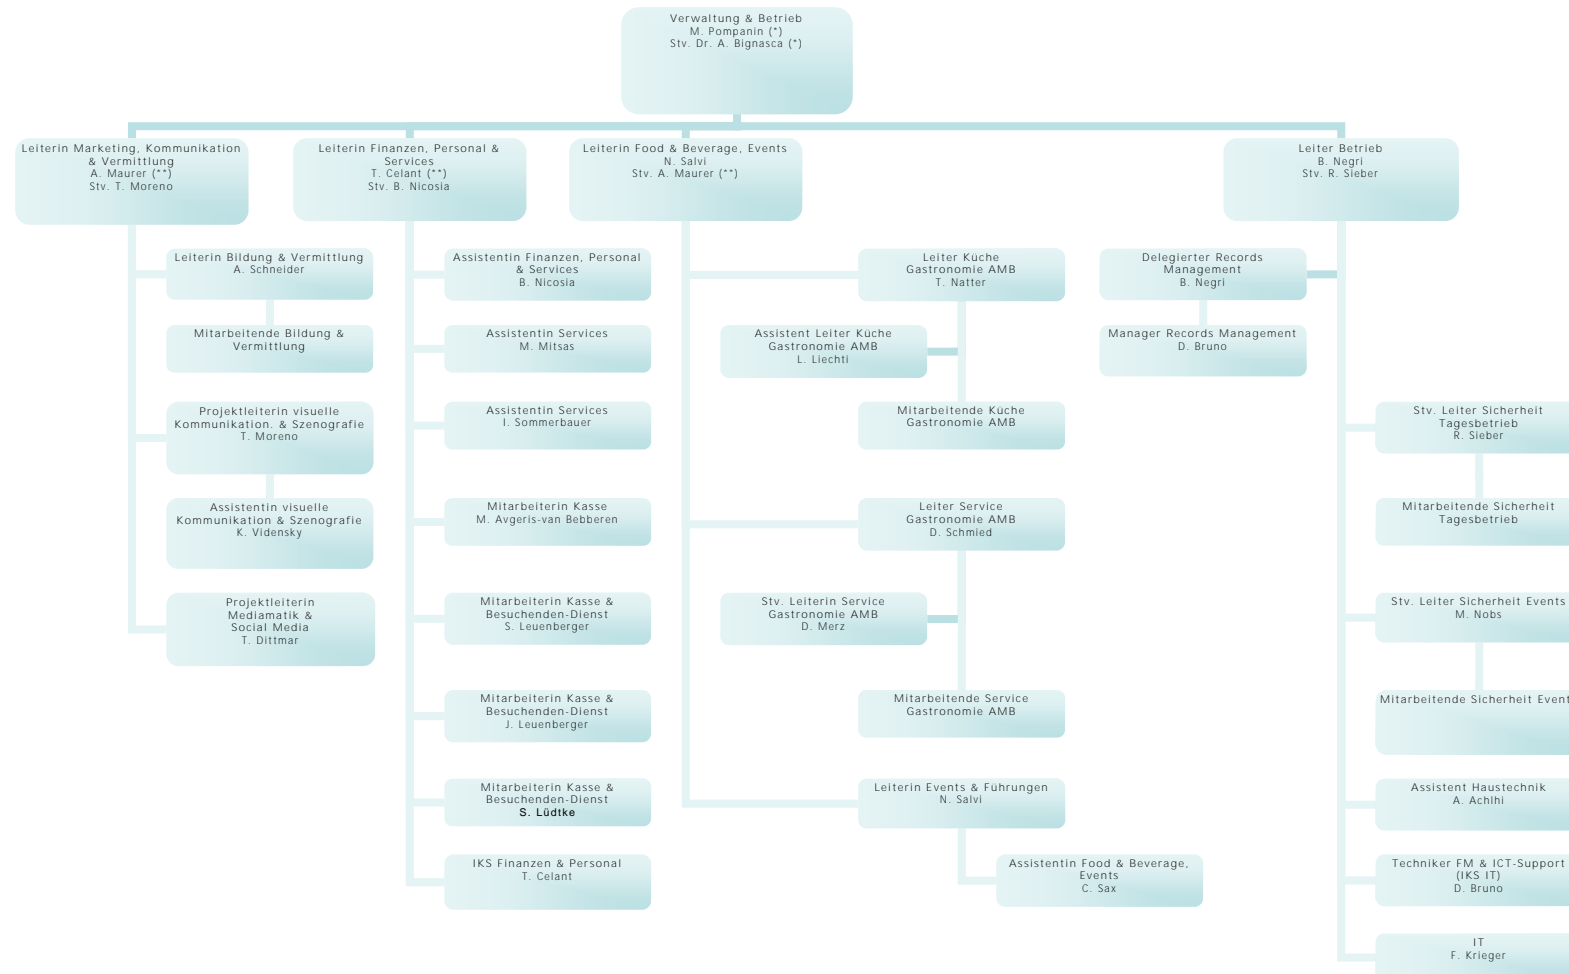 Verwaltung & Betrieb
M. Pompanin (*)
Stv. Dr. A. Bignasca (*)
Leiterin Marketing, Kommunikation
& Vermittlung
A. Maurer (**)
Stv. T. Moreno
Leiterin Finanzen, Personal &
Services
T. Celant (**)
Stv. B. Nicosia
Leiterin Food & Beverage, Events
N. Salvi
Stv. A. Maurer (**)
Leiter Betrieb
B. Negri
Stv. R. Sieber
Leiterin Bildung & Vermittlung
A. Schneider
Mitarbeitende Bildung &
Vermittlung
Projektleiterin visuelle
Kommunikation. & Szenografie
T. Moreno
Assistentin visuelle
Kommunikation & Szenografie
K. Vidensky
Projektleiterin
Mediamatik &
Social Media
T. Dittmar
Assistentin Finanzen, Personal
& Services
B. Nicosia
Assistentin Services
M. Mitsas
Assistentin Services
I. Sommerbauer
Mitarbeiterin Kasse
M. Avgeris-van Bebberen
Mitarbeiterin Kasse &
Besuchenden-Dienst
S. Leuenberger
Mitarbeiterin Kasse &
Besuchenden-Dienst
J. Leuenberger
Mitarbeiterin Kasse &
Besuchenden-Dienst
S. Lüdtke
IKS Finanzen & Personal
T. Celant
Leiter Küche
Gastronomie AMB
T. Natter
Assistent Leiter Küche
Gastronomie AMB
L. Liechti
Mitarbeitende Küche
Gastronomie AMB
Leiter Service
Gastronomie AMB
D. Schmied
Stv. Leiterin Service
Gastronomie AMB
D. Merz
Mitarbeitende Service
Gastronomie AMB
Leiterin Events & Führungen
N. Salvi
Assistentin Food & Beverage,
Events
C. Sax
Delegierter Records
Management
B. Negri
Manager Records Management
D. Bruno
Stv. Leiter Sicherheit
Tagesbetrieb
R. Sieber
Mitarbeitende Sicherheit
Tagesbetrieb
Stv. Leiter Sicherheit Events
M. Nobs
Mitarbeitende Sicherheit Event
Assistent Haustechnik
A. Achlhi
Techniker FM & ICT-Support
(IKS IT)
D. Bruno
IT
F. Krieger